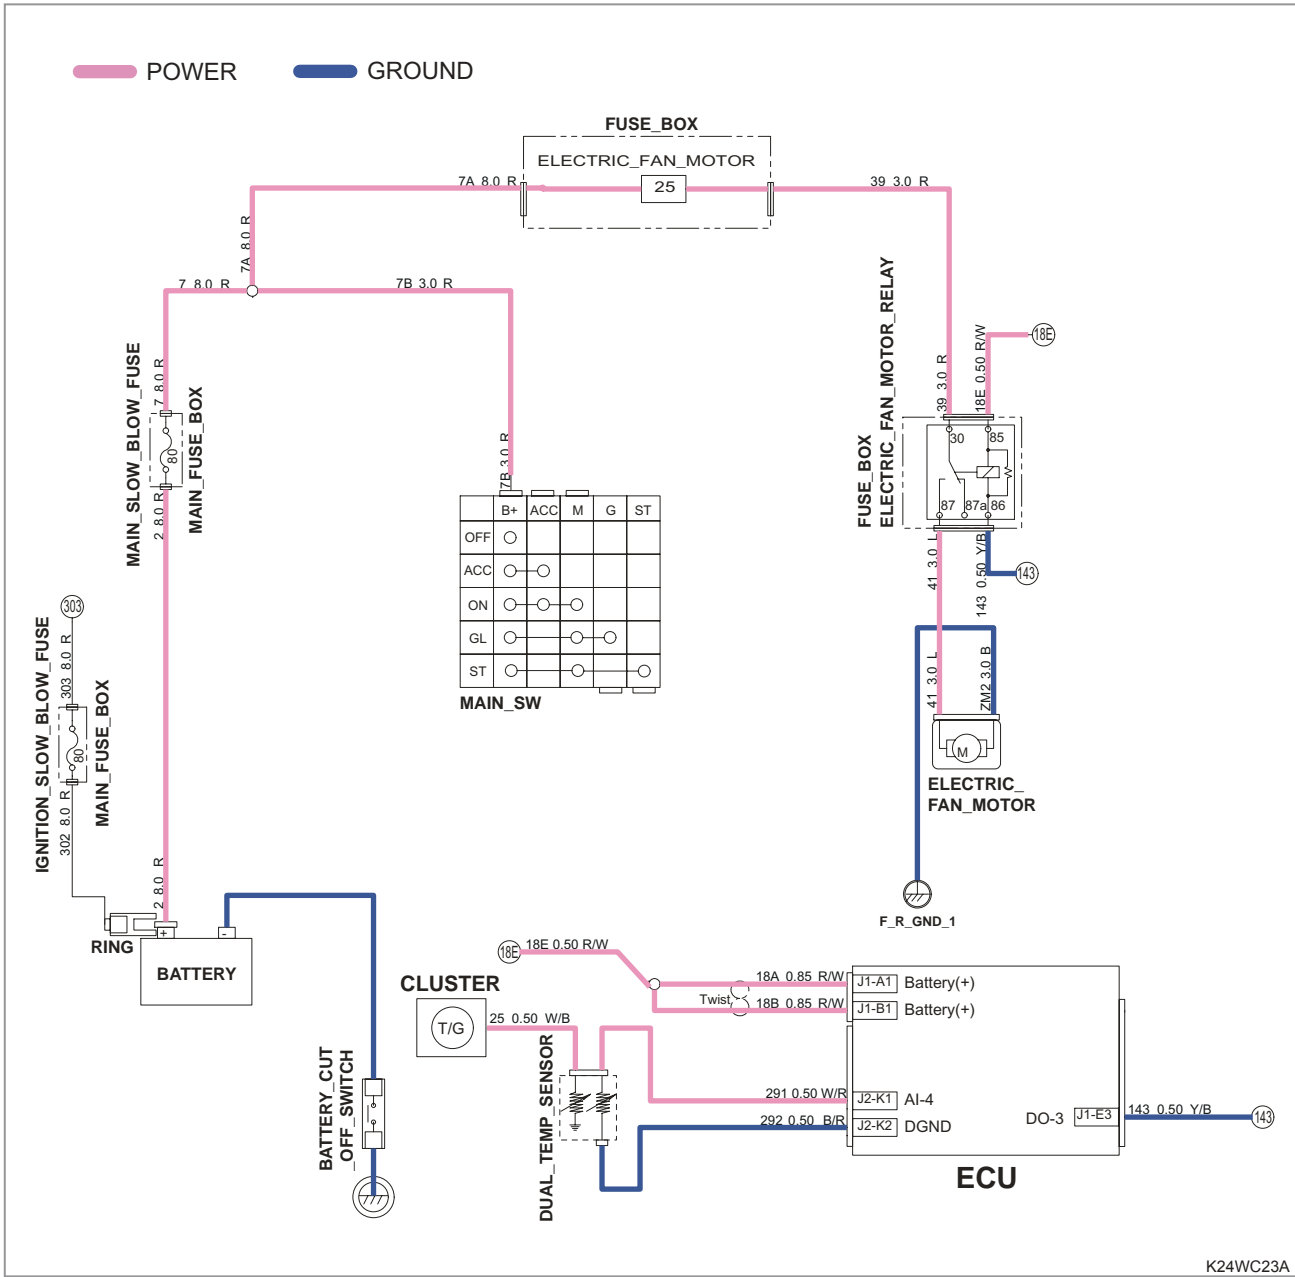 POWER
GROUND
FUSE_BOX
ELECTRIC_FAN_MOTOR
25
7A 8.0 R
39 3.0 R
7A 8.0 R
7 8.0 R
7B 3.0 R
MAIN_SLOW_BLOW_FUSE
MAIN_FUSE_BOX
7 8.0 R
80
2 8.0 R
7B 3.0 R
FUSE_BOX
ELECTRIC_FAN_MOTOR_RELAY
39 3.0 R
18E 0.50 R/W
18E
30
85
87
87a
86
41 3.0 L
143 0.50 Y/B
143
B+
ACC
M
G
ST
OFF
ACC
ON
GL
ST
MAIN_SW
303
303 8.0 R
IGNITION_SLOW_BLOW_FUSE
MAIN_FUSE_BOX
80
302 8.0 R
41 3.0 L
ZM2 3.0 B
M
ELECTRIC_
FAN_MOTOR
F_R_GND_1
2 8.0 R
RING
+
-
BATTERY
BATTERY_CUT
_OFF_SWITCH
CLUSTER
T/G
25 0.50 W/B
DUAL_TEMP_SENSOR
18E
18E 0.50 R/W
18A 0.85 R/W
Twist
18B 0.85 R/W
J1-A1 Battery(+)
J1-B1 Battery(+)
291 0.50 W/R
J2-K1 AI-4
292 0.50 B/R
J2-K2 DGND
DO-3 J1-E3
143 0.50 Y/B
143
ECU
K24WC23A